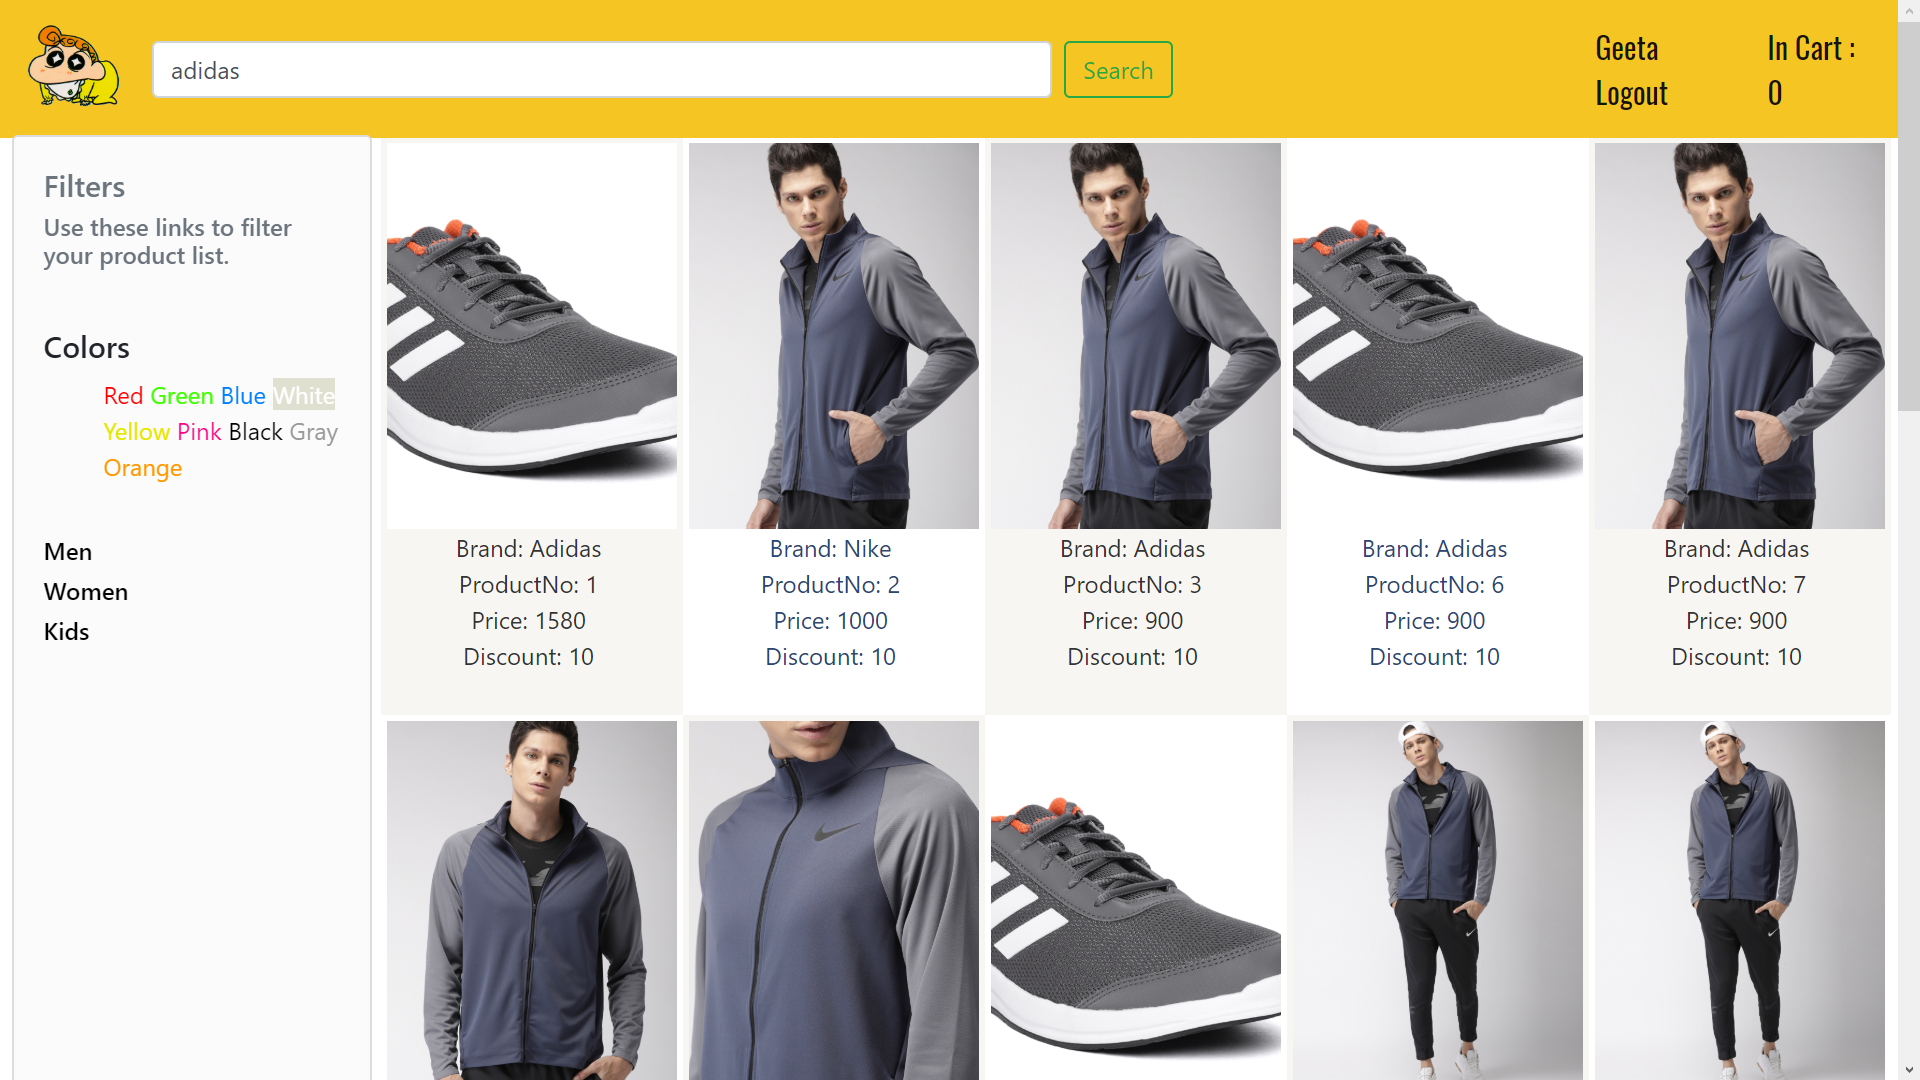 adidas
Search
Geeta
Logout
In Cart :
0
Filters
Use these links to filter
your product list.
Colors
Red Green Blue White
Yellow Pink Black Gray
Orange
Men
Women
Kids
Brand: Adidas
ProductNo: 1
Price: 1580
Discount: 10
Brand: Nike
ProductNo: 2
Price: 1000
Discount: 10
Brand: Adidas
ProductNo: 3
Price: 900
Discount: 10
Brand: Adidas
ProductNo: 6
Price: 900
Discount: 10
Brand: Adidas
ProductNo: 7
Price: 900
Discount: 10